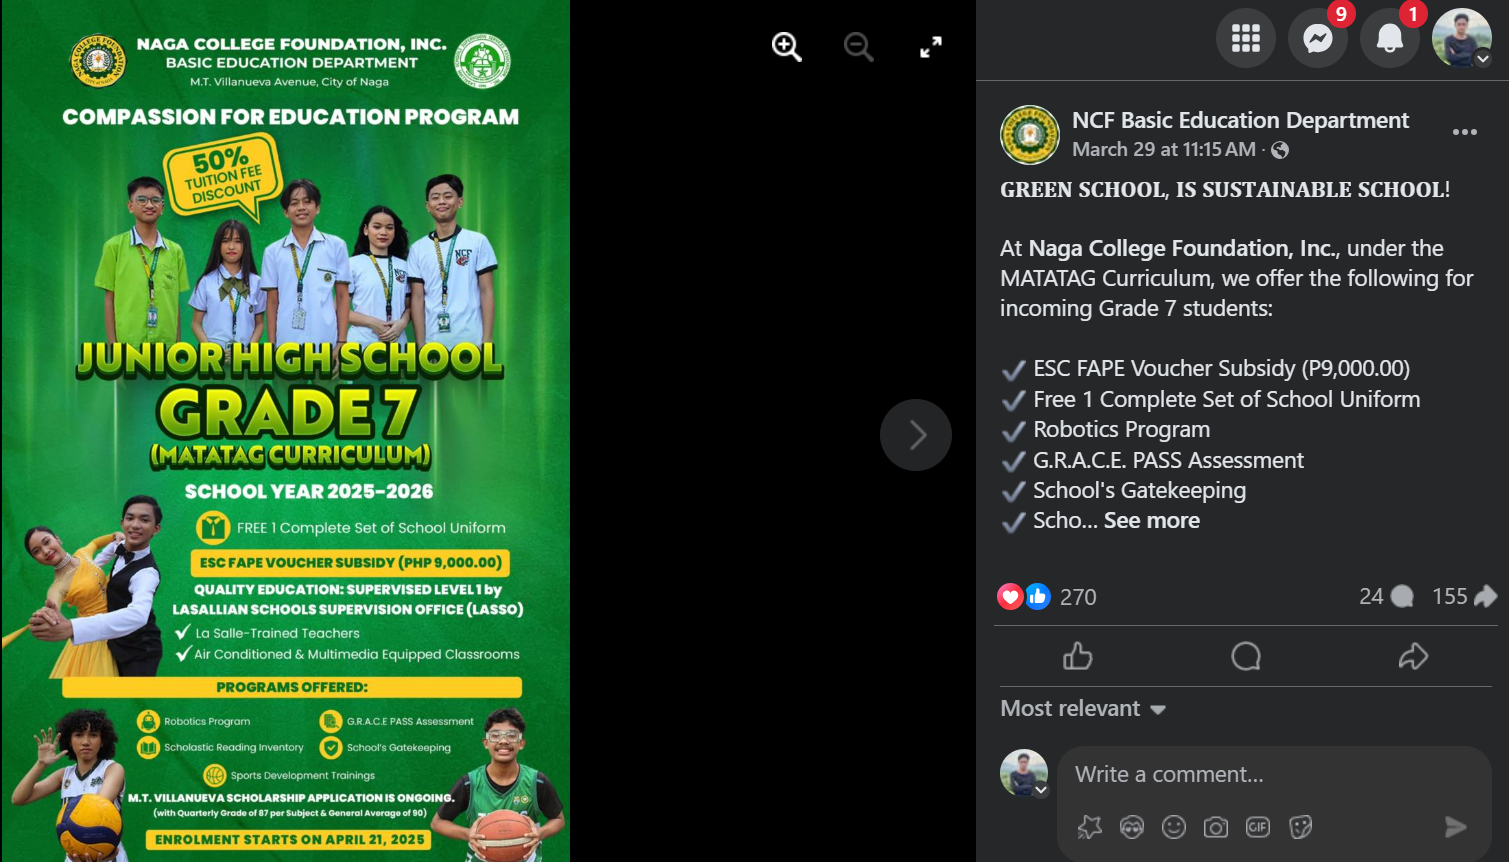 NAGA COLLEGE FOUNDATION, INC.
BASIC EDUCATION DEPARTMENT
M.T. Villanueva Avenue, City of Naga
COMPASSION FOR EDUCATION PROGRAM
50%
TUITION FEE
DISCOUNT
NCF
NCF
JUNIOR HIGH SCHOOL
GRADE 7
(MATATAG CURRICULUM)
SCHOOL YEAR 2025-2026
FREE 1 Complete Set of School Uniform
ESC FAPE VOUCHER SUBSIDY (PHP 9,000.00)
QUALITY EDUCATION: SUPERVISED LEVEL 1 by
LASALLIAN SCHOOLS SUPERVISION OFFICE (LASSO)
La Salle-Trained Teachers
Air Conditioned & Multimedia Equipped Classrooms
PROGRAMS OFFERED:
Robotics Program
G.R.A.C.E PASS Assessment
Scholastic Reading Inventory
School's Gatekeeping
Sports Development Trainings
M.T. VILLANUEVA SCHOLARSHIP APPLICATION IS ONGOING.
(with Quarterly Grade of 87 per Subject & General Average of 90)
ENROLMENT STARTS ON APRIL 21, 2025
9
1
NCF Basic Education Department
March 29 at 11:15 AM ·
GREEN SCHOOL, IS SUSTAINABLE SCHOOL!
At Naga College Foundation, Inc., under the
MATATAG Curriculum, we offer the following for
incoming Grade 7 students:
ESC FAPE Voucher Subsidy (P9,000.00)
Free 1 Complete Set of School Uniform
Robotics Program
G.R.A.C.E. PASS Assessment
School's Gatekeeping
Scho... See more
270
24
155
Most relevant
Write a comment...
GIF